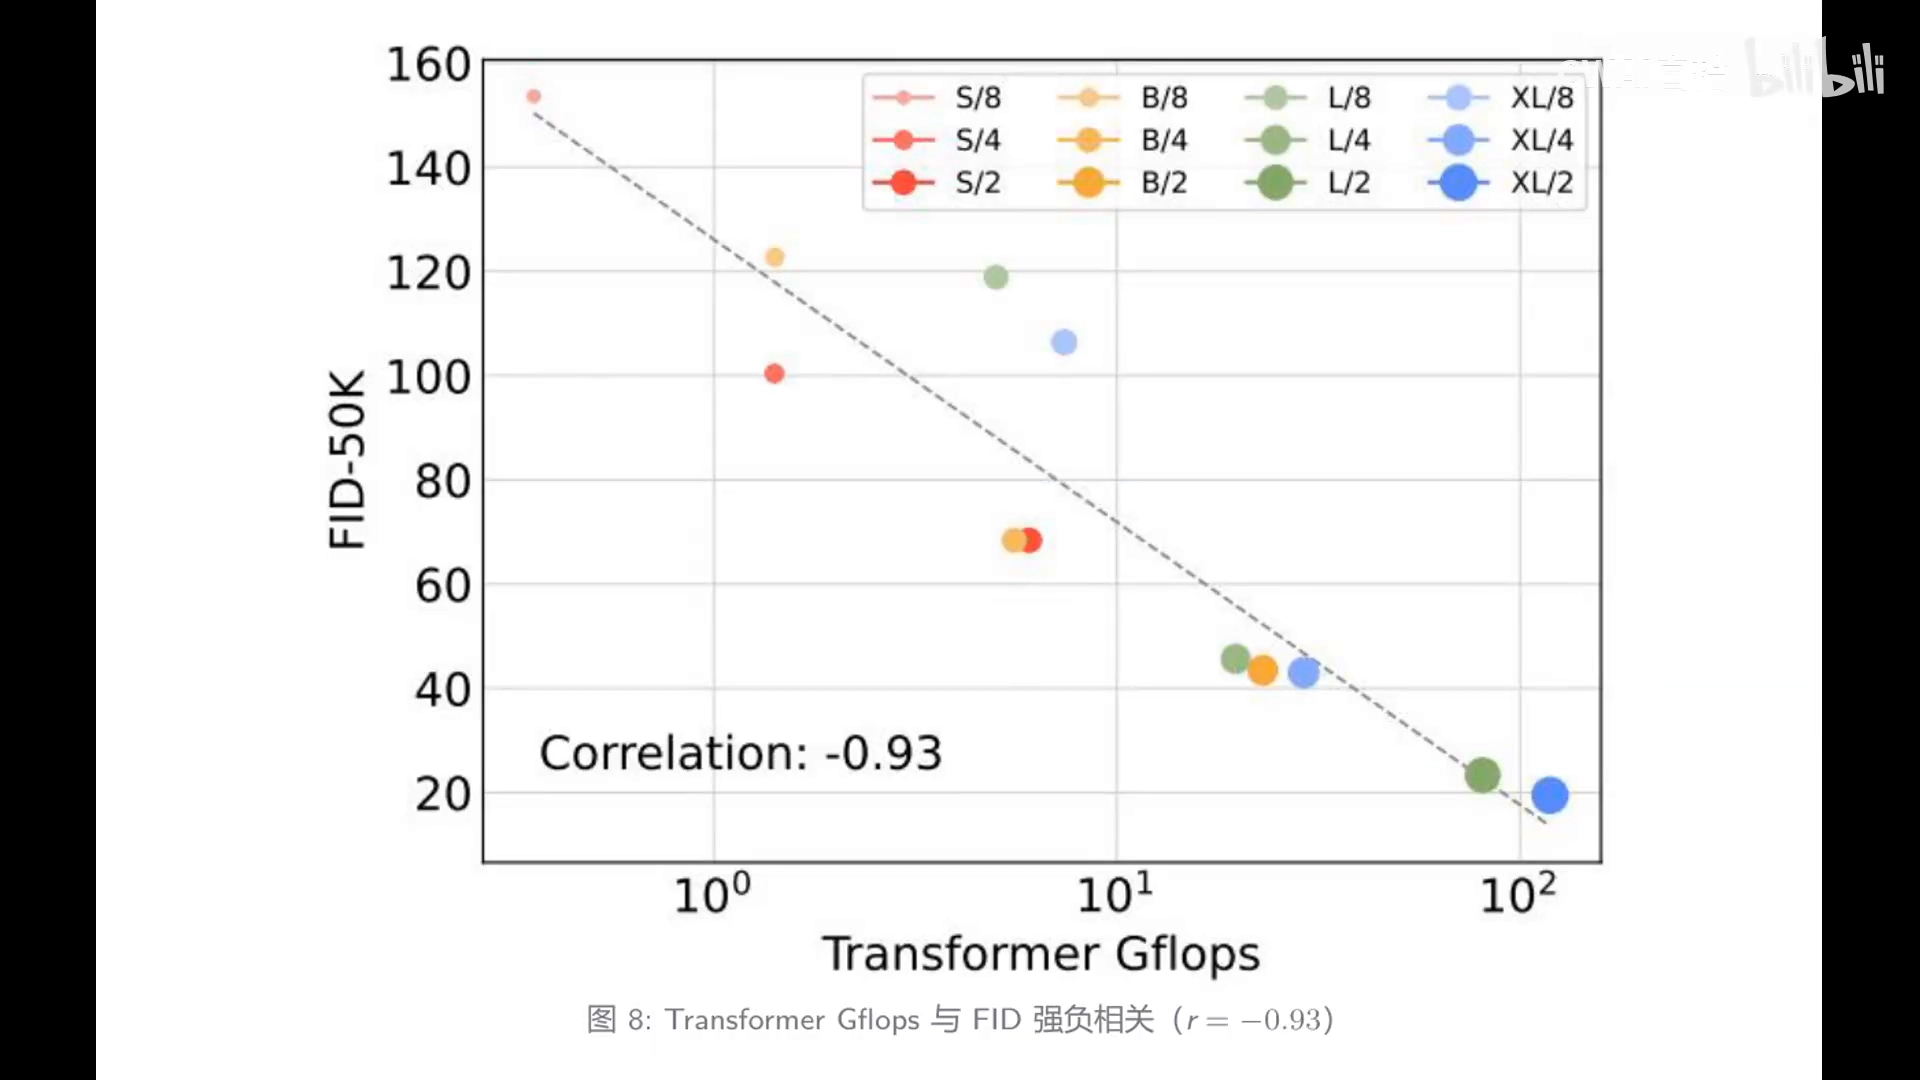 160
140
120
100
80
60
40
20
FID-50K
S/8 B/8 L/8 XL/8
S/4 B/4 L/4 XL/4
S/2 B/2 L/2 XL/2
bilibili
Correlation: -0.93
10⁰ 10¹ 10²
Transformer Gflops
图 8: Transformer Gflops 与 FID 强负相关（r = −0.93）